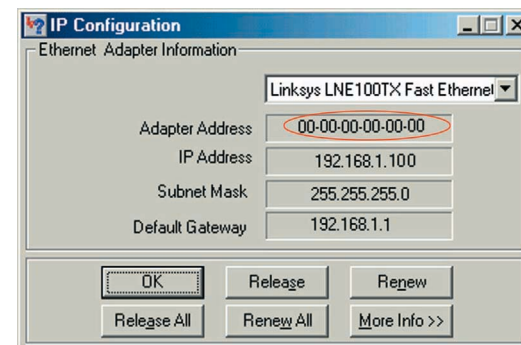 IP Configuration
Ethernet Adapter Information
Linksys LNE100TX Fast Ethernet
Adapter Address 00-00-00-00-00-00
IP Address 192.168.1.100
Subnet Mask 255.255.255.0
Default Gateway 192.168.1.1
OK Release Renew
Release All Renew All More Info >>